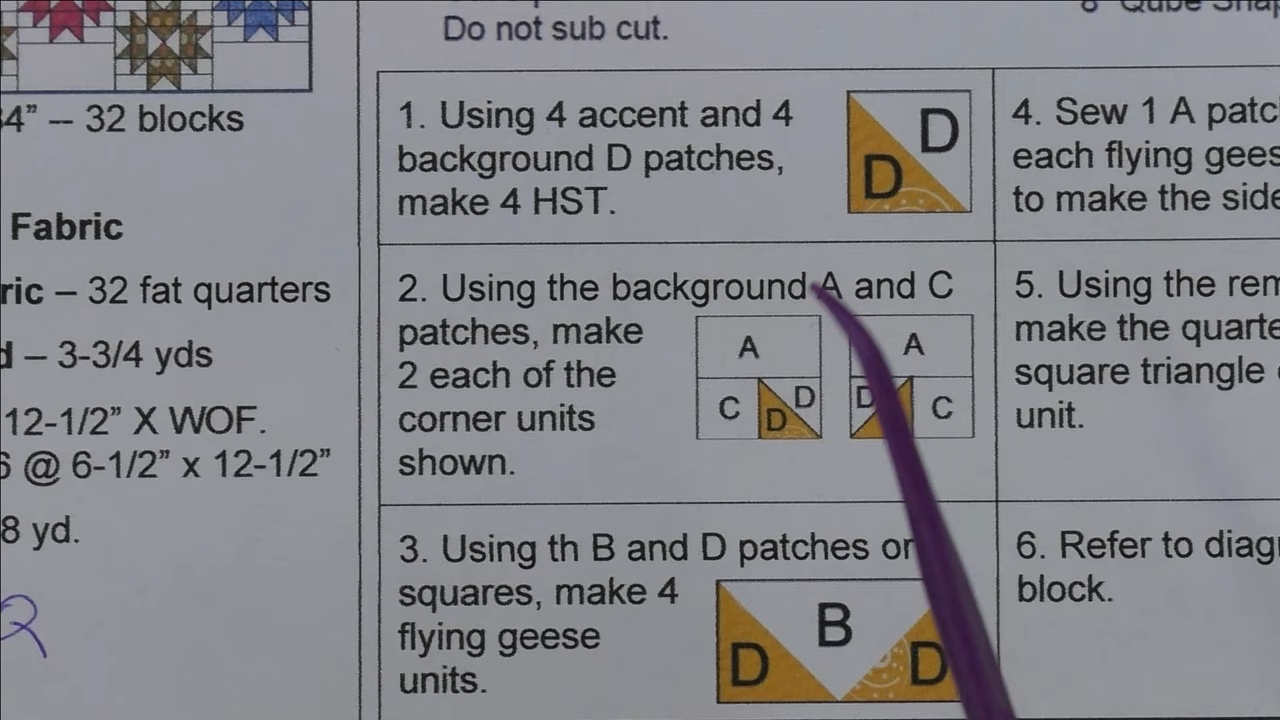 Do not sub cut.
34” – 32 blocks
Fabric
ric – 32 fat quarters
d – 3-3/4 yds
12-1/2” X WOF.
6 @ 6-1/2” x 12-1/2”
8 yd.
1. Using 4 accent and 4
background D patches,
make 4 HST.
D
D
2. Using the background A and C
patches, make
2 each of the
corner units
shown.
A
C D D
A
D C
3. Using th B and D patches or
squares, make 4
flying geese
units.
D B D
4. Sew 1 A patc
each flying gees
to make the side
5. Using the rem
make the quarte
square triangle
unit.
6. Refer to diag
block.